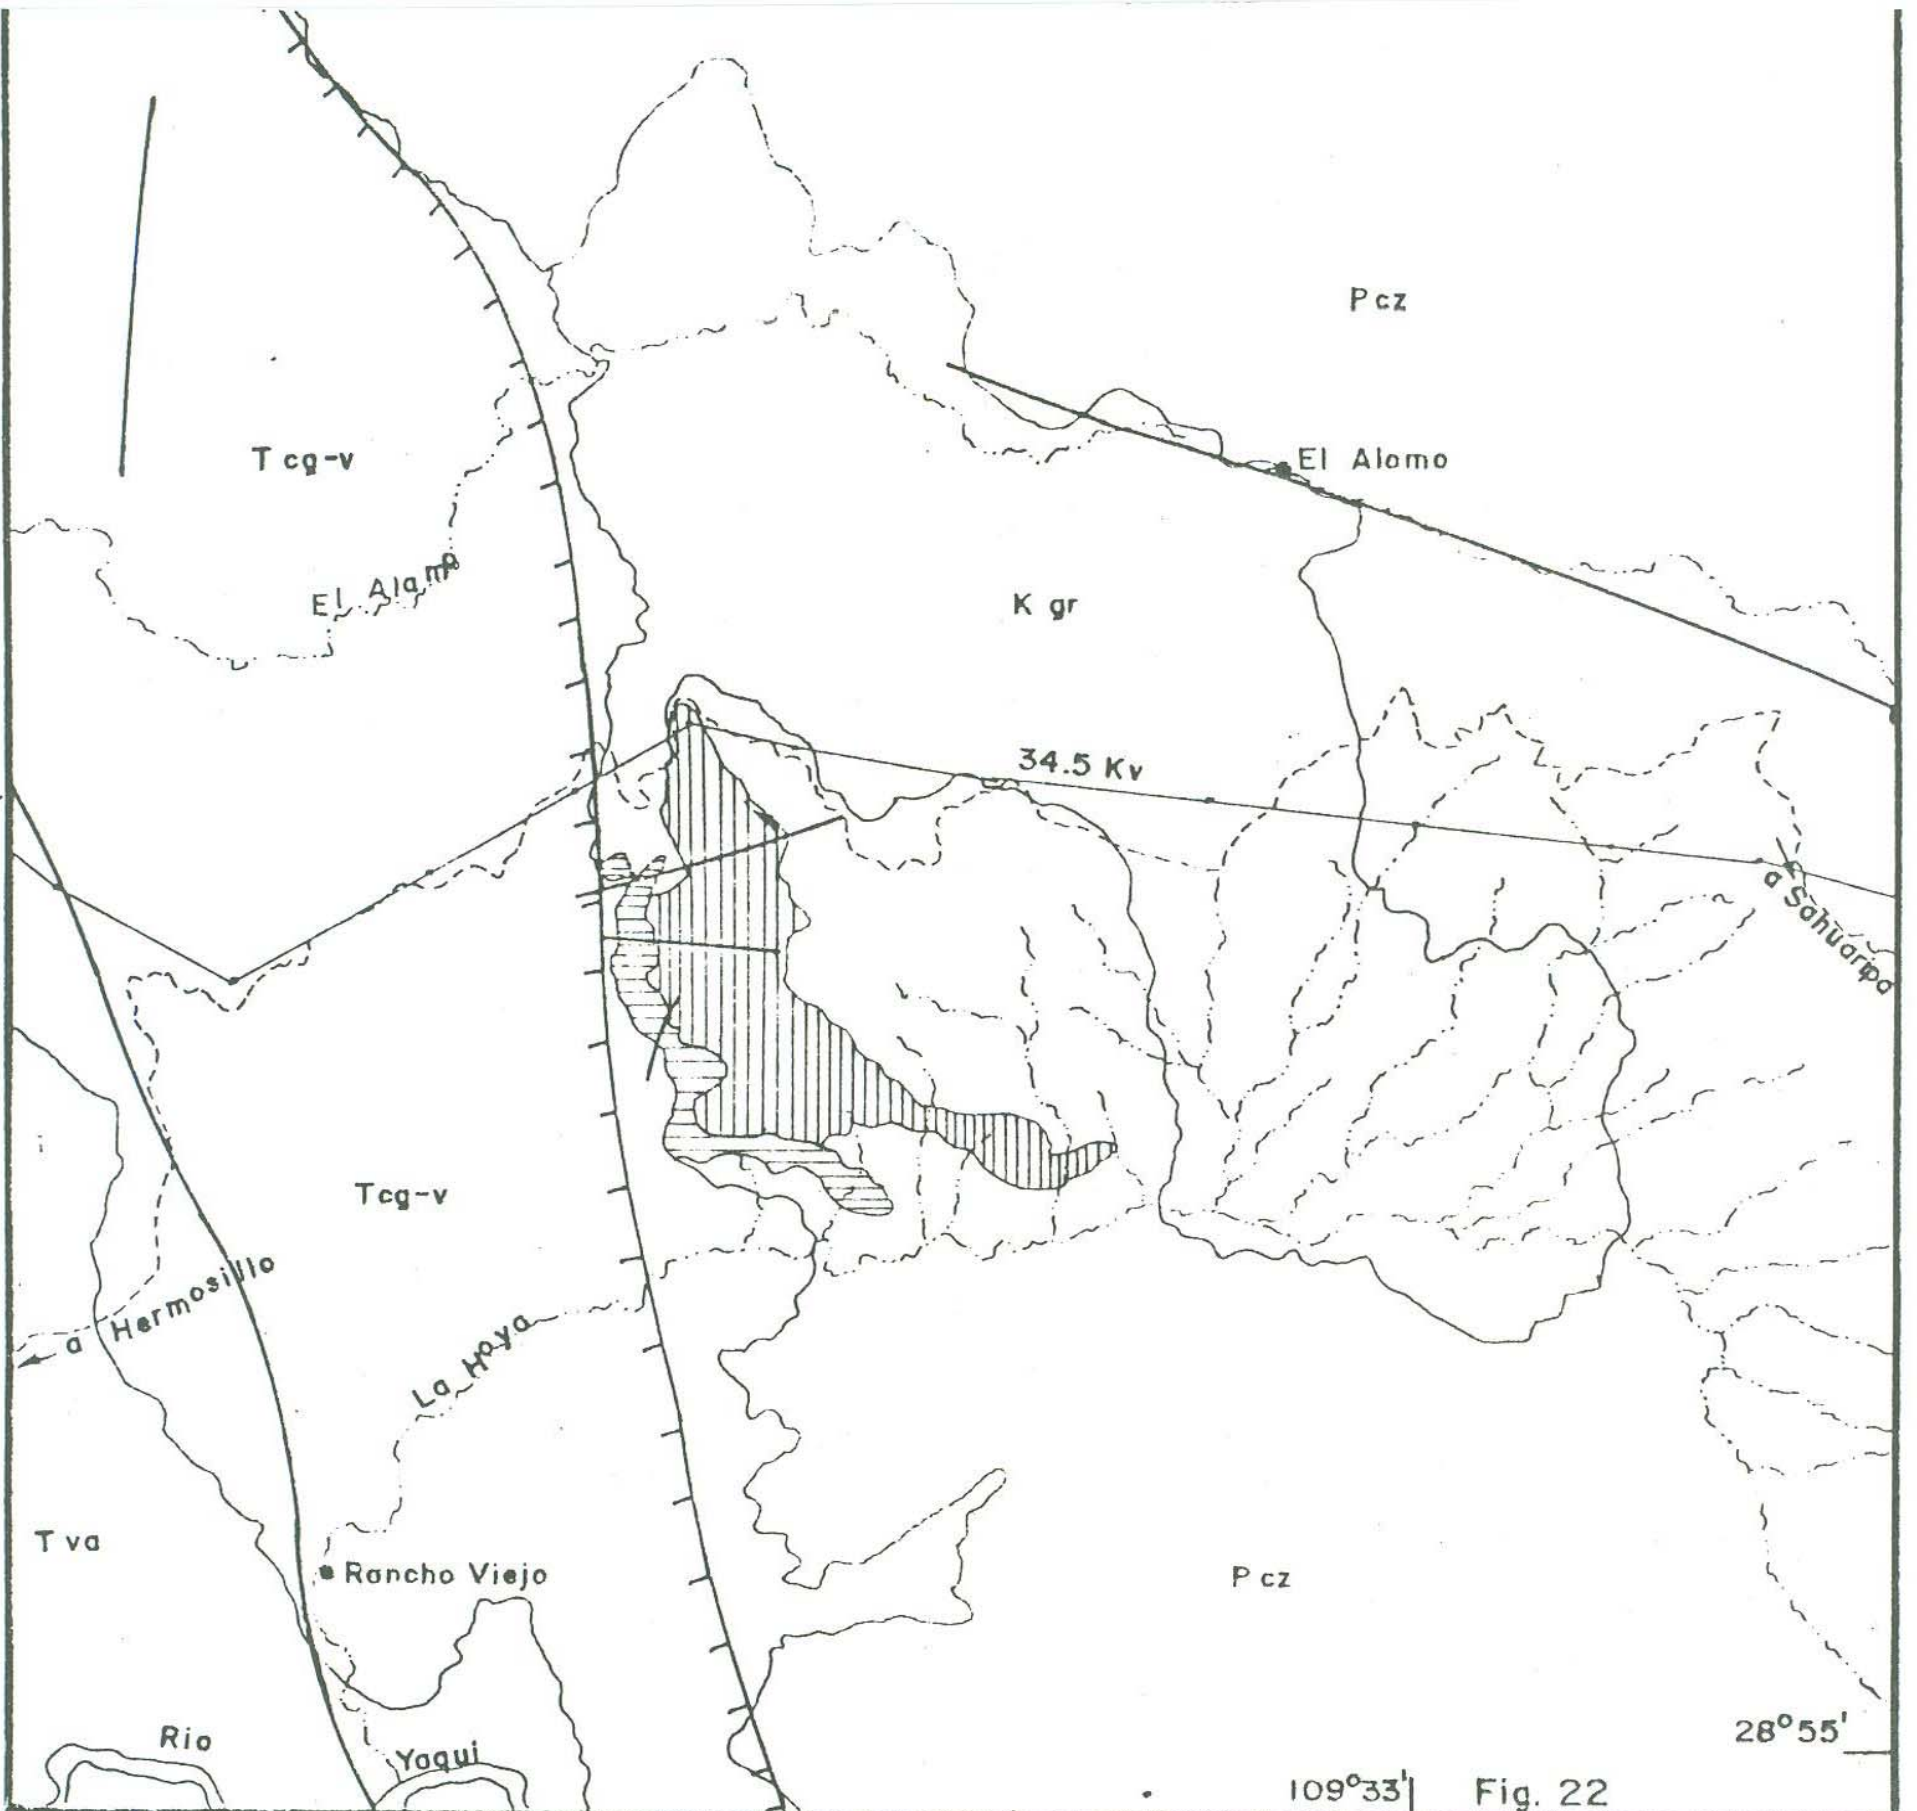 Pcz
Tcg-v
El Alamo
El Alamo
K gr
34.5 Kv
a Sahuaripa
Tcg-v
a Hermosillo
La Hoya
Tva
Rancho Viejo
Pcz
Rio
Yaqui
28°55'
109°33'
Fig. 22